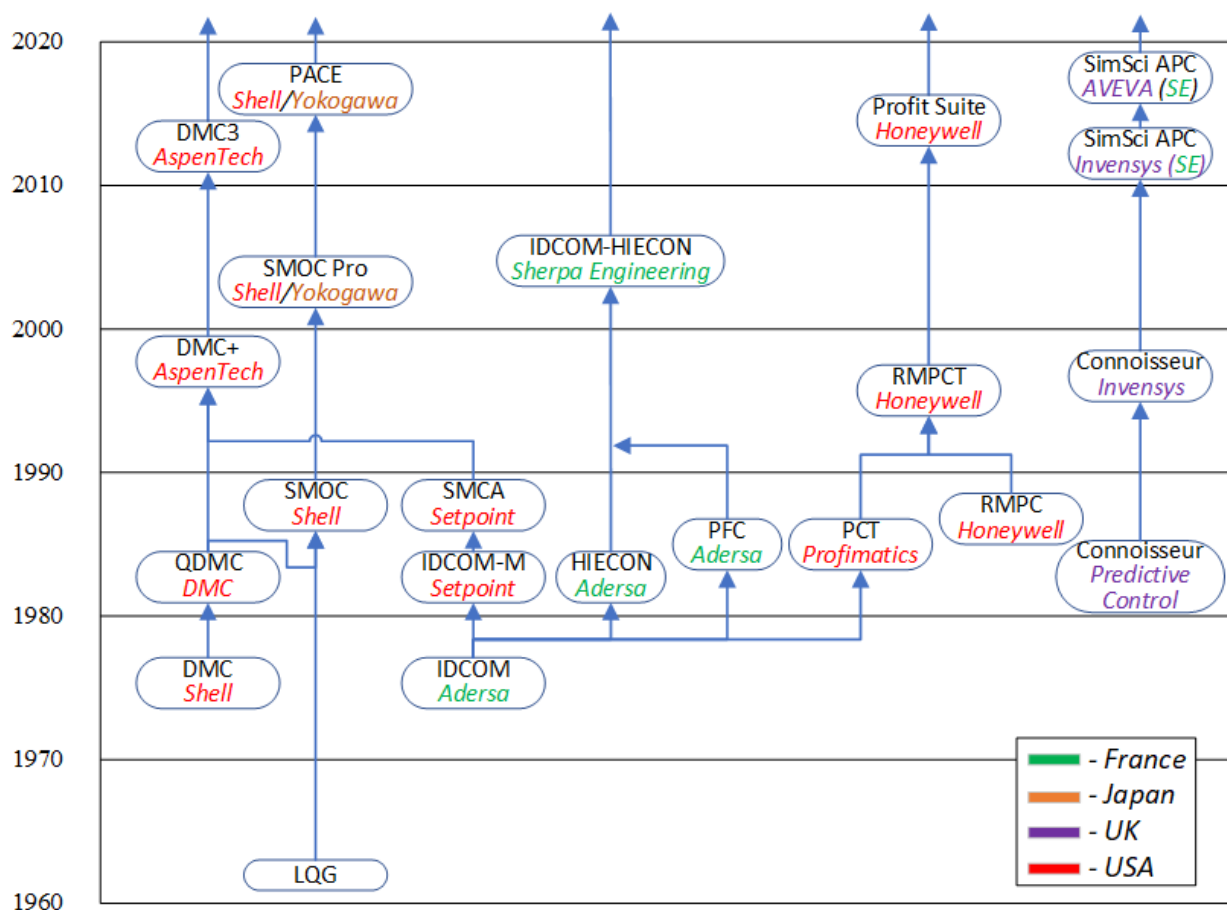 2020
PACE
Shell/Yokogawa
SimSci APC
AVEVA (SE)
Profit Suite
Honeywell
DMC3
AspenTech
SimSci APC
Invensys (SE)
2010
IDCOM-HIECON
Sherpa Engineering
SMOC Pro
Shell/Yokogawa
2000
DMC+
AspenTech
Connoisseur
Invensys
RMPCT
Honeywell
1990
SMOC
Shell
SMCA
Setpoint
RMPC
Honeywell
PFC
Adersa
PCT
Profimatics
QDMC
DMC
IDCOM-M
Setpoint
HIECON
Adersa
Connoisseur
Predictive
Control
1980
DMC
Shell
IDCOM
Adersa
1970
- France
- Japan
- UK
- USA
LQG
1960